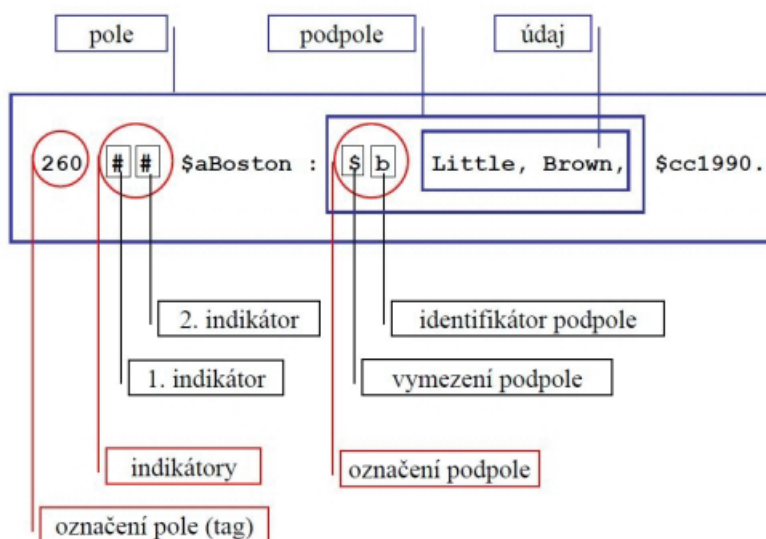 pole podpole údaj
260 # # $aBoston : $ b Little, Brown, $cc1990.
2. indikátor identifikátor podpole
1. indikátor vymezení podpole
indikátory označení podpole
označení pole (tag)